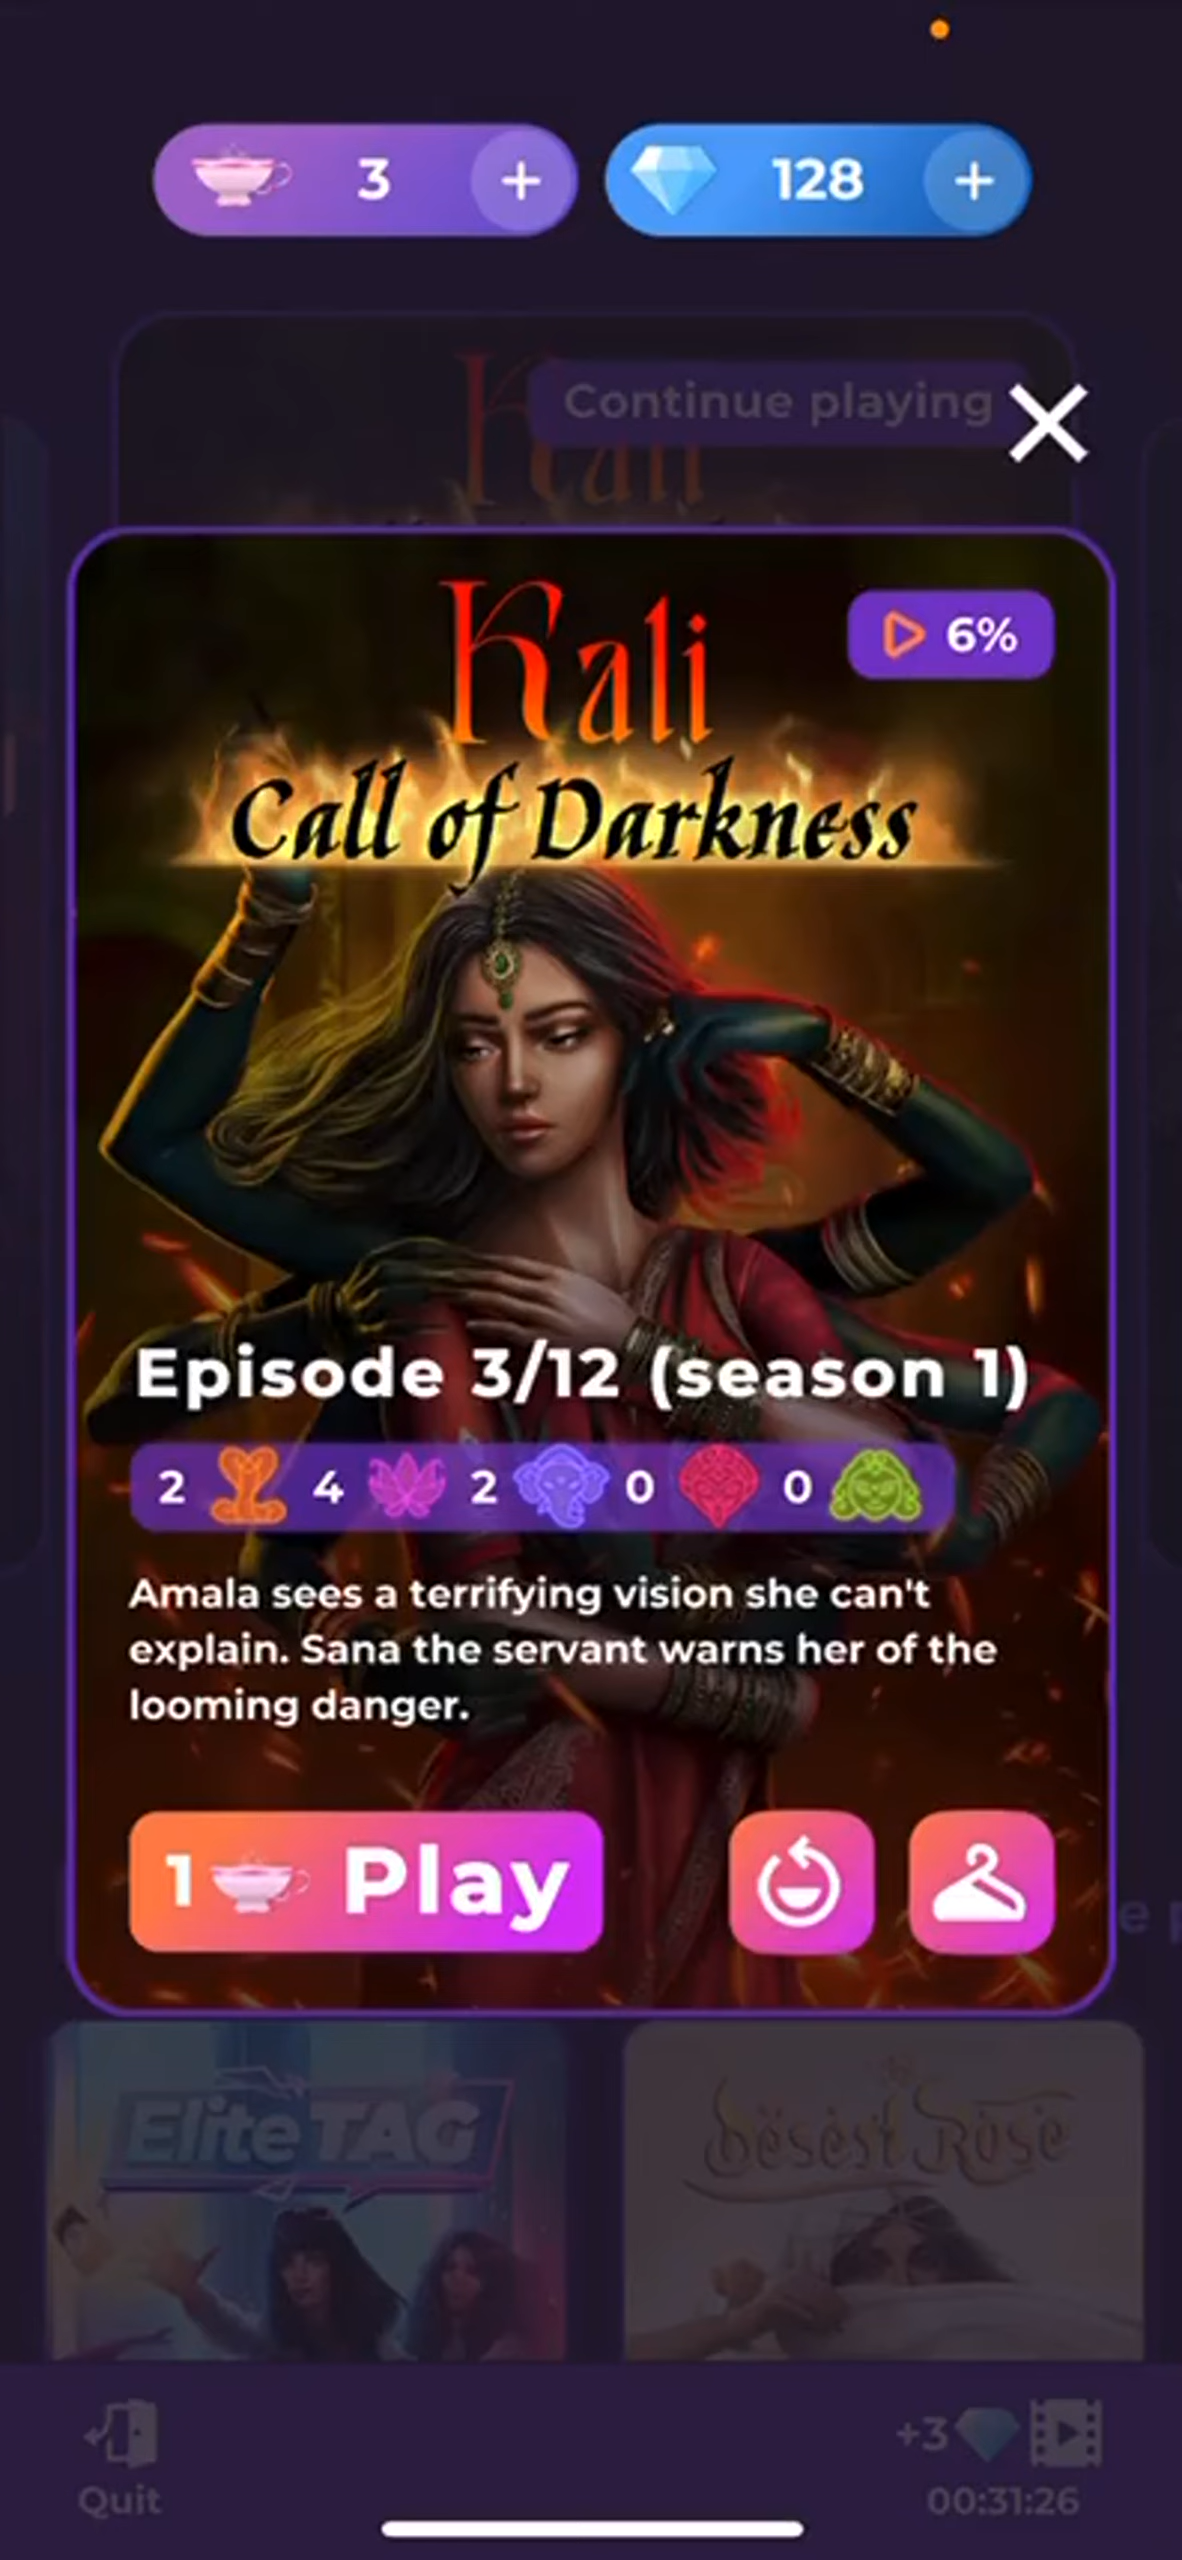 3 +
128 +
Continue playing
Kali
Kali
6%
Call of Darkness
Episode 3/12 (season 1)
2 4 2 0 0
Amala sees a terrifying vision she can't
explain. Sana the servant warns her of the
looming danger.
1 Play
e p
Elite TAG
Desert Rose
+3
Quit
00:31:26